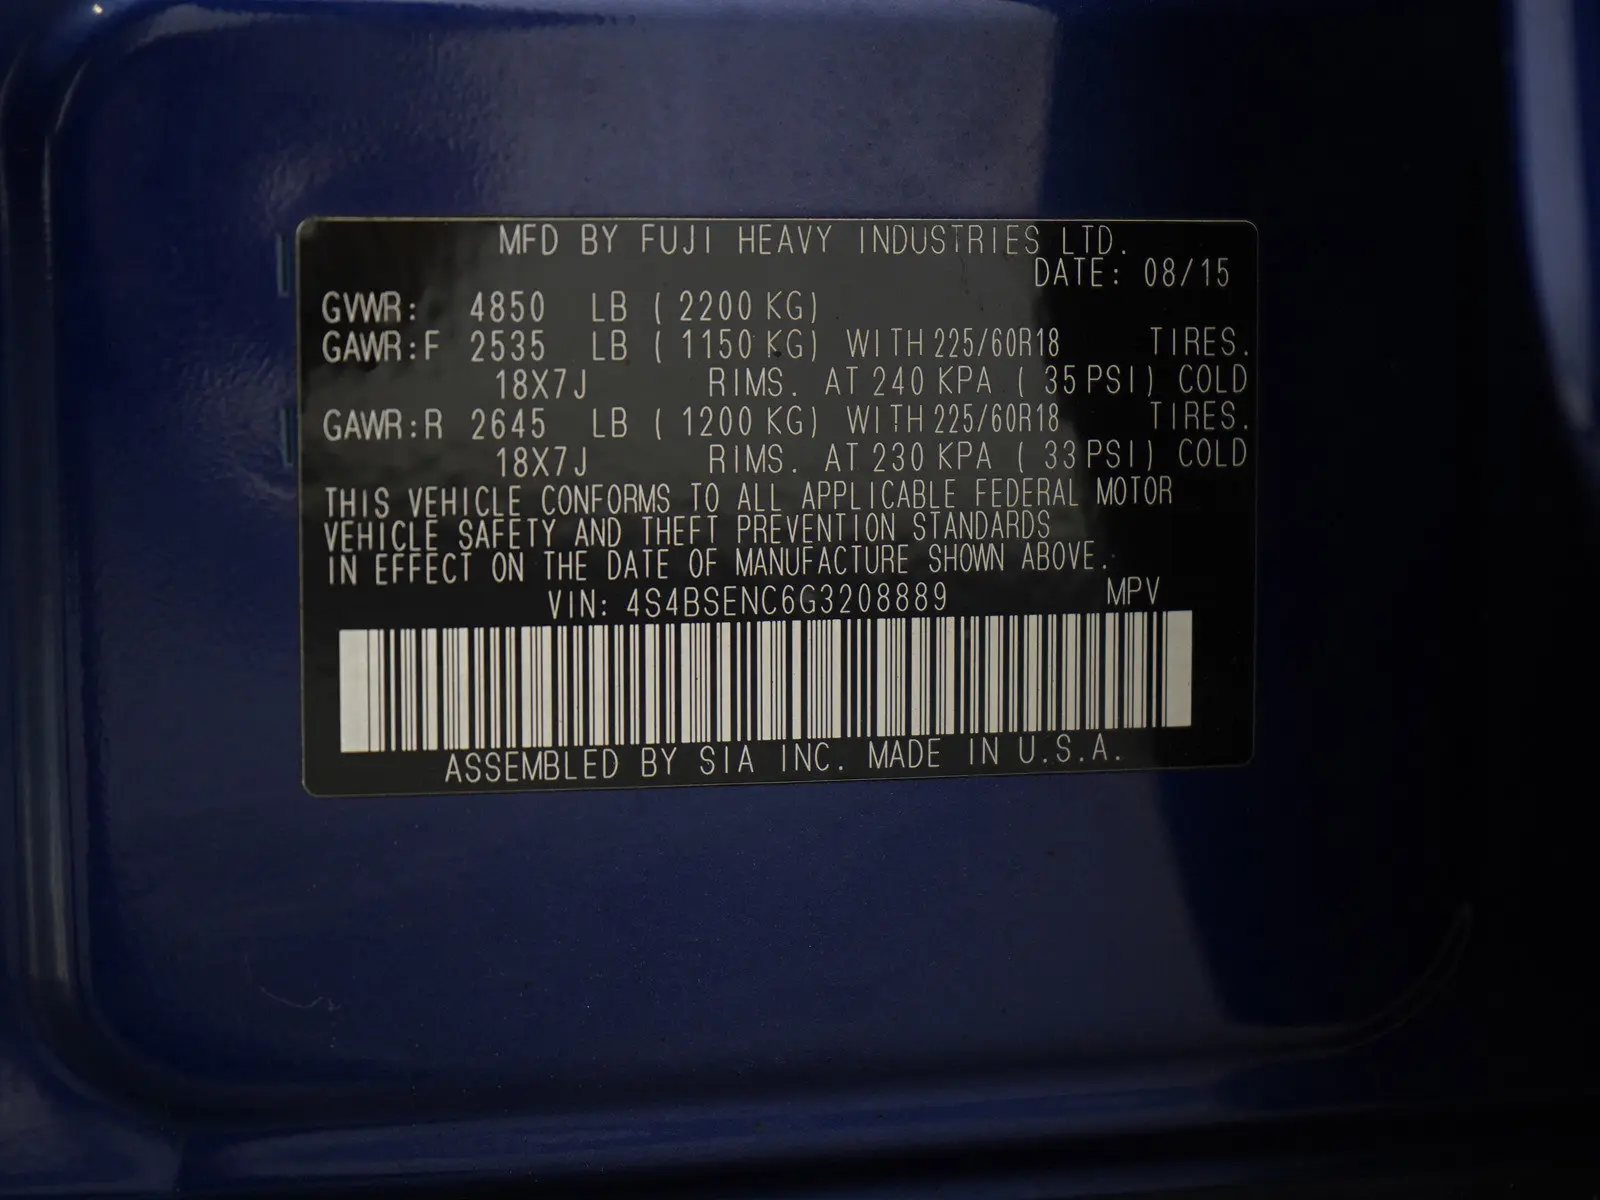 MFD BY FUJI HEAVY INDUSTRIES LTD.
DATE: 08/15
GVWR: 4850 LB ( 2200 KG)
GAWR:F 2535 LB ( 1150 KG) WITH 225/60R18 TIRES.
18X7J RIMS. AT 240 KPA ( 35 PSI) COLD
GAWR:R 2645 LB ( 1200 KG) WITH 225/60R18 TIRES.
18X7J RIMS. AT 230 KPA ( 33 PSI) COLD
THIS VEHICLE CONFORMS TO ALL APPLICABLE FEDERAL MOTOR
VEHICLE SAFETY AND THEFT PREVENTION STANDARDS
IN EFFECT ON THE DATE OF MANUFACTURE SHOWN ABOVE.
VIN: 4S4BSENC6G3208889 MPV
ASSEMBLED BY SIA INC. MADE IN U.S.A.